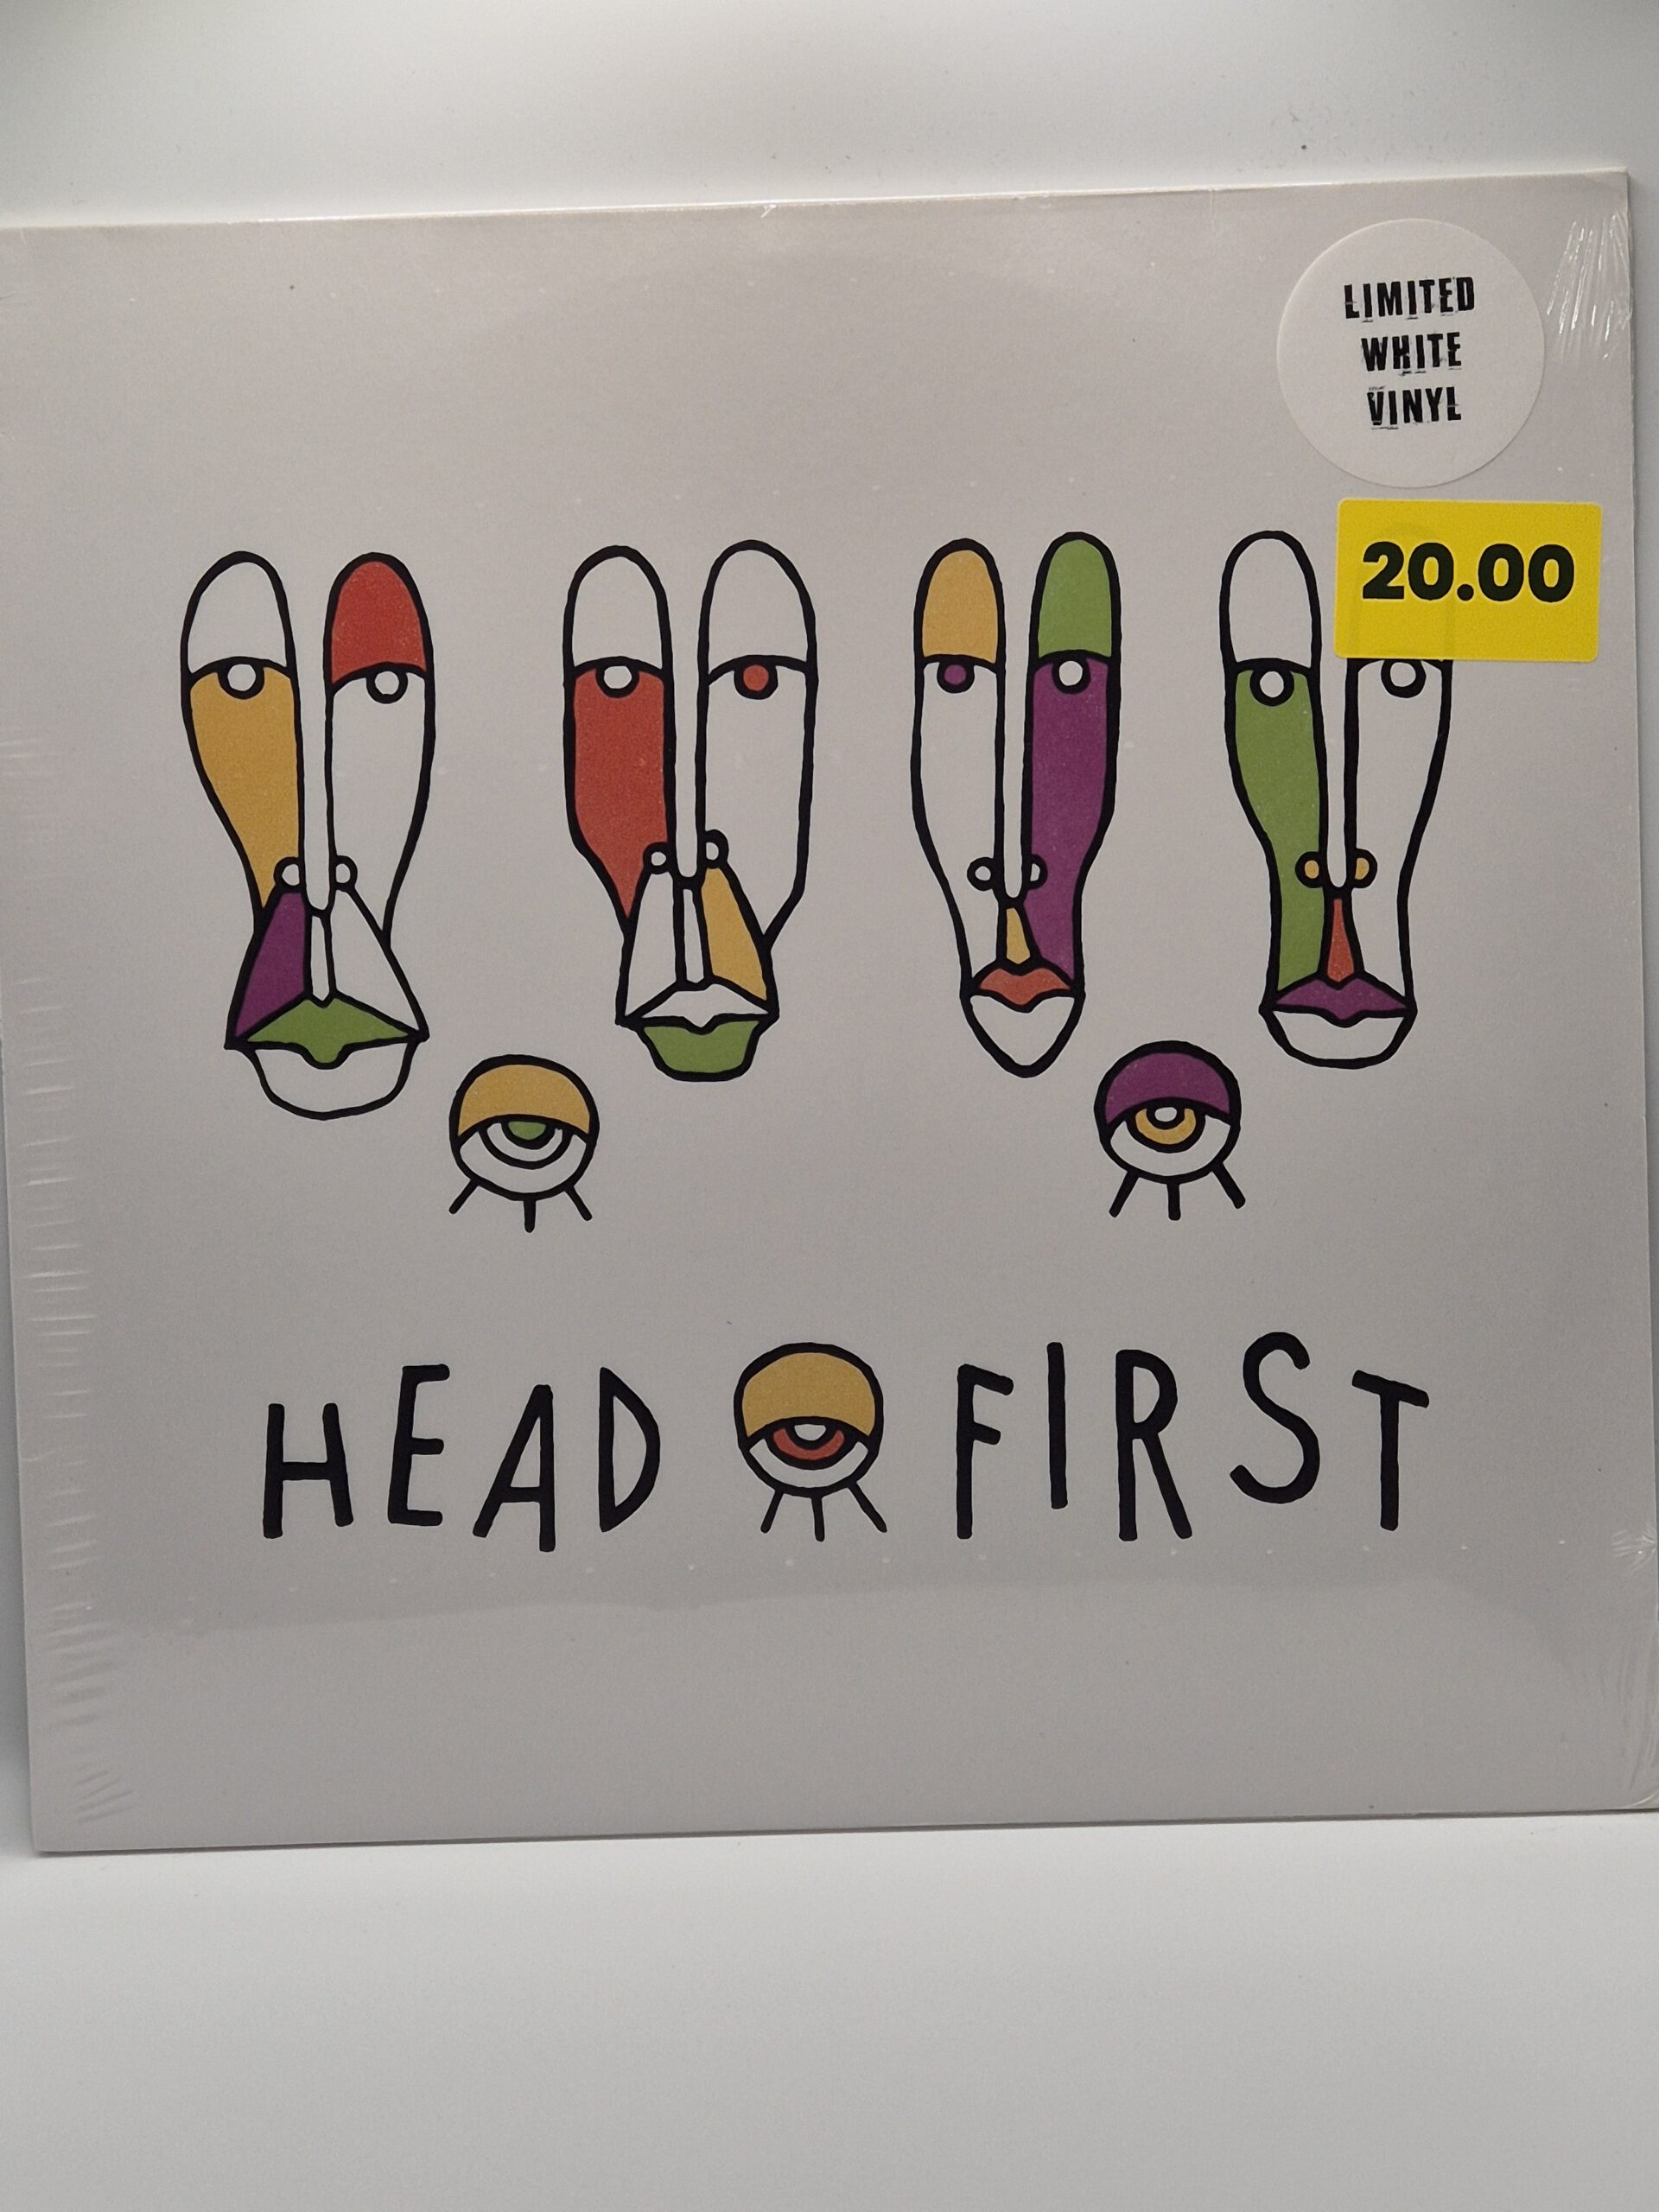 LIMITED
WHITE
VINYL
20.00
HEAD FIRST